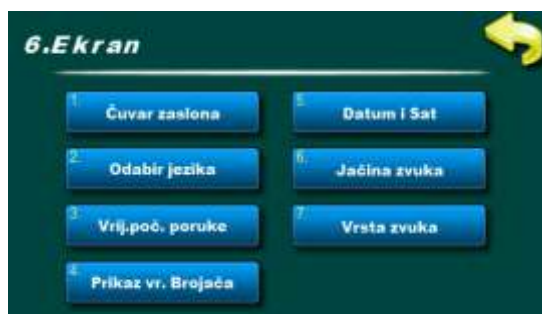 6.Ekran
1. Čuvar zaslona
2. Odabir jezika
3. Vrij.poč. poruke
4. Prikaz vr. Brojača
5. Datum i Sat
6. Jačina zvuka
7. Vrsta zvuka